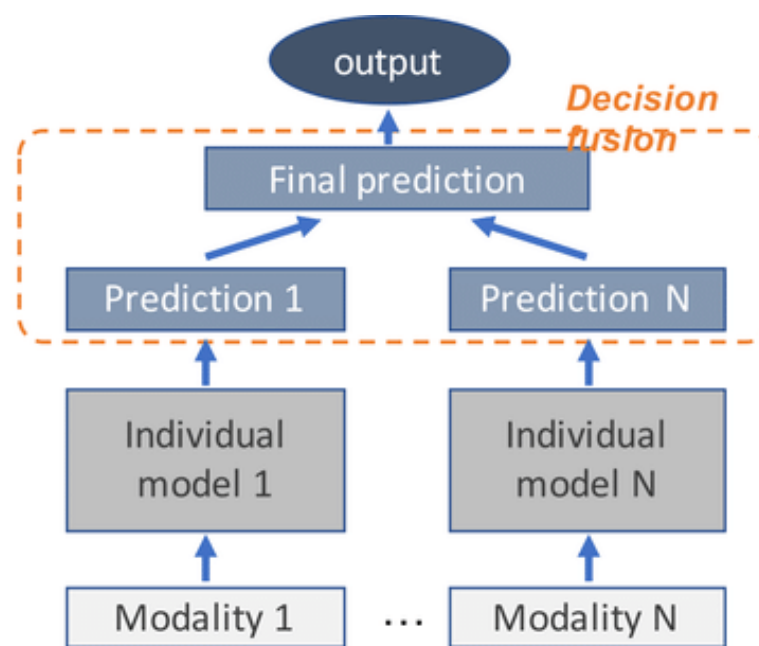 output
Decision
fusion
Final prediction
Prediction 1
Prediction N
Individual
model 1
Individual
model N
Modality 1
...
Modality N